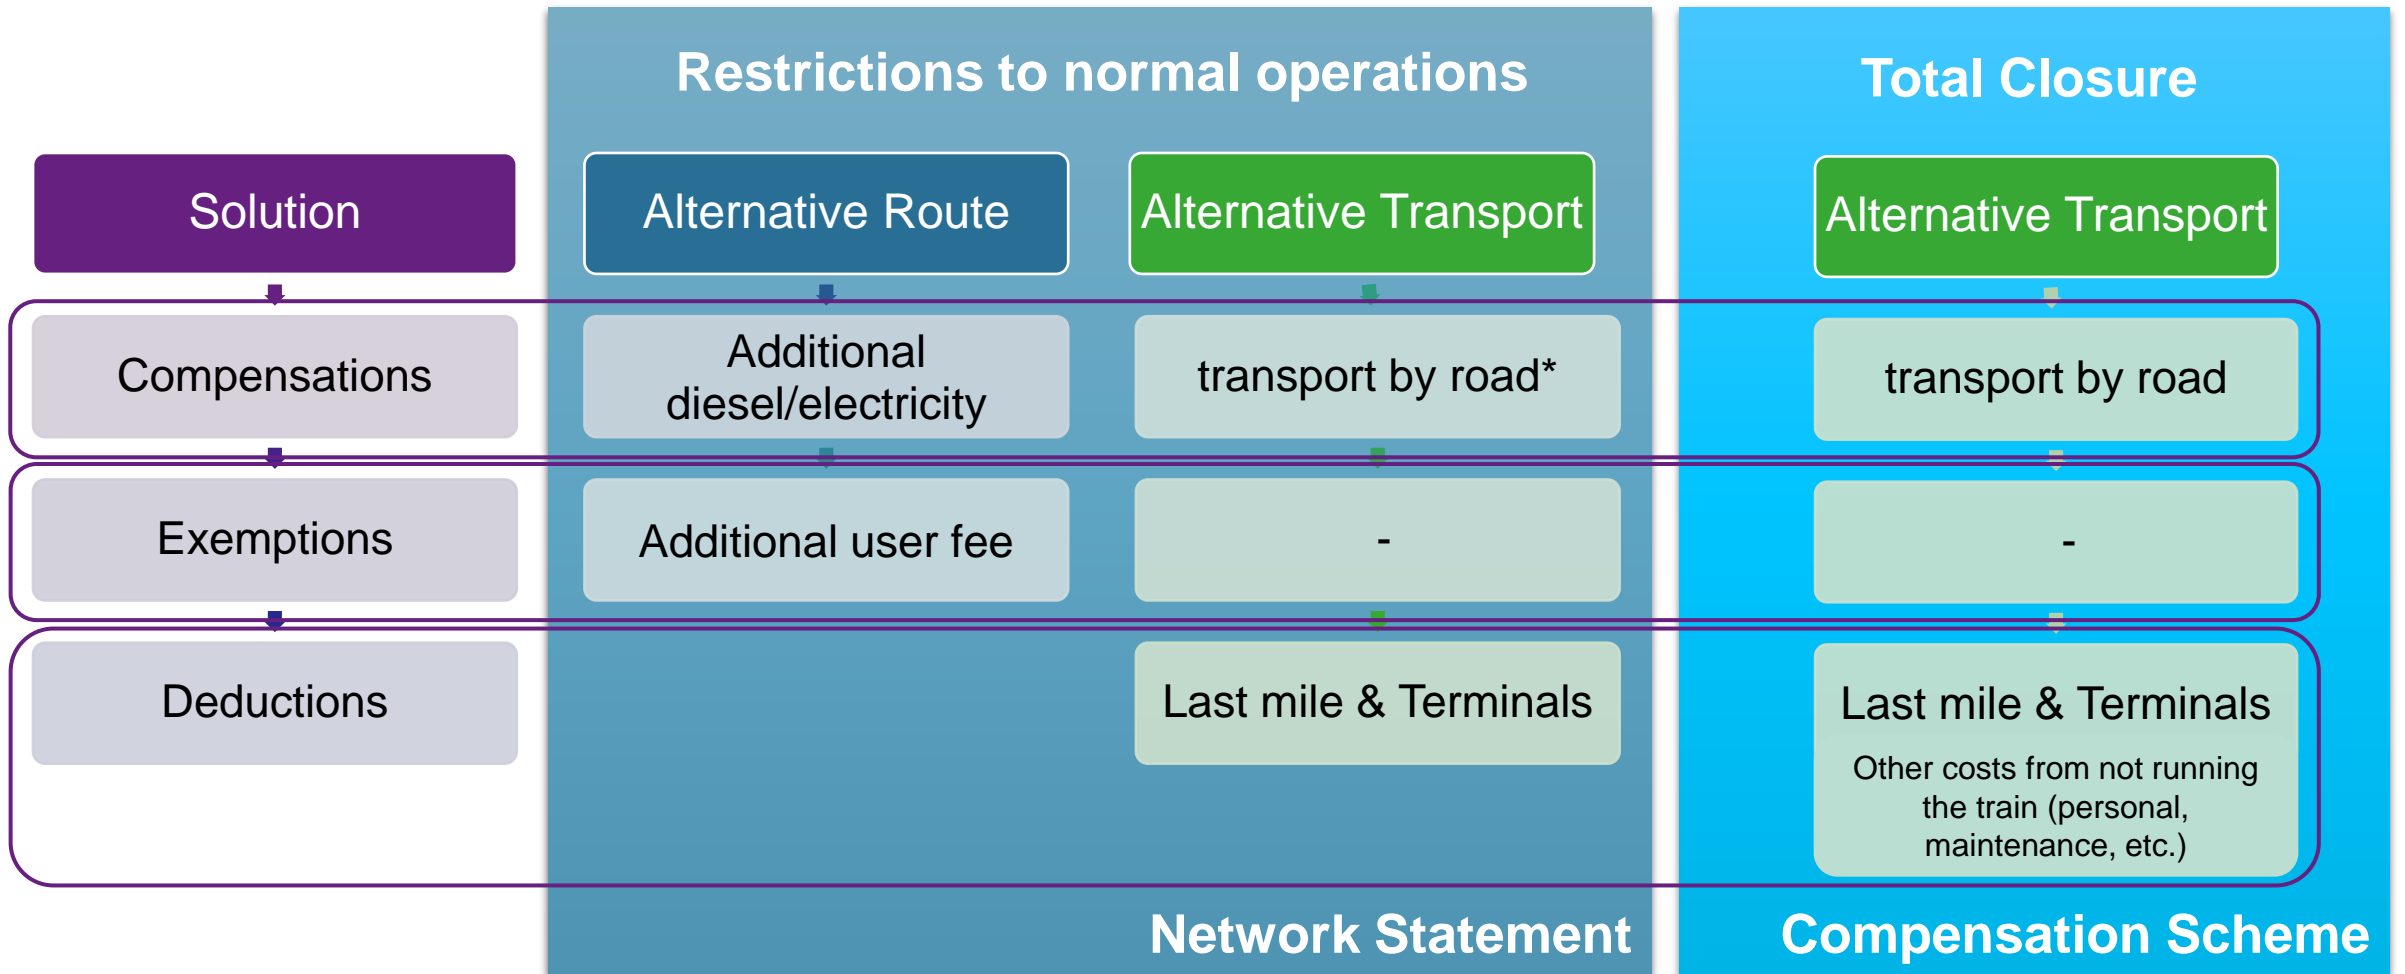 Restrictions to normal operations
Total Closure
Solution
Alternative Route
Alternative Transport
Alternative Transport
Compensations
Additional
diesel/electricity
transport by road*
transport by road
Exemptions
Additional user fee
-
-
Deductions
Last mile & Terminals
Last mile & Terminals
Other costs from not running
the train (personal,
maintenance, etc.)
Network Statement
Compensation Scheme